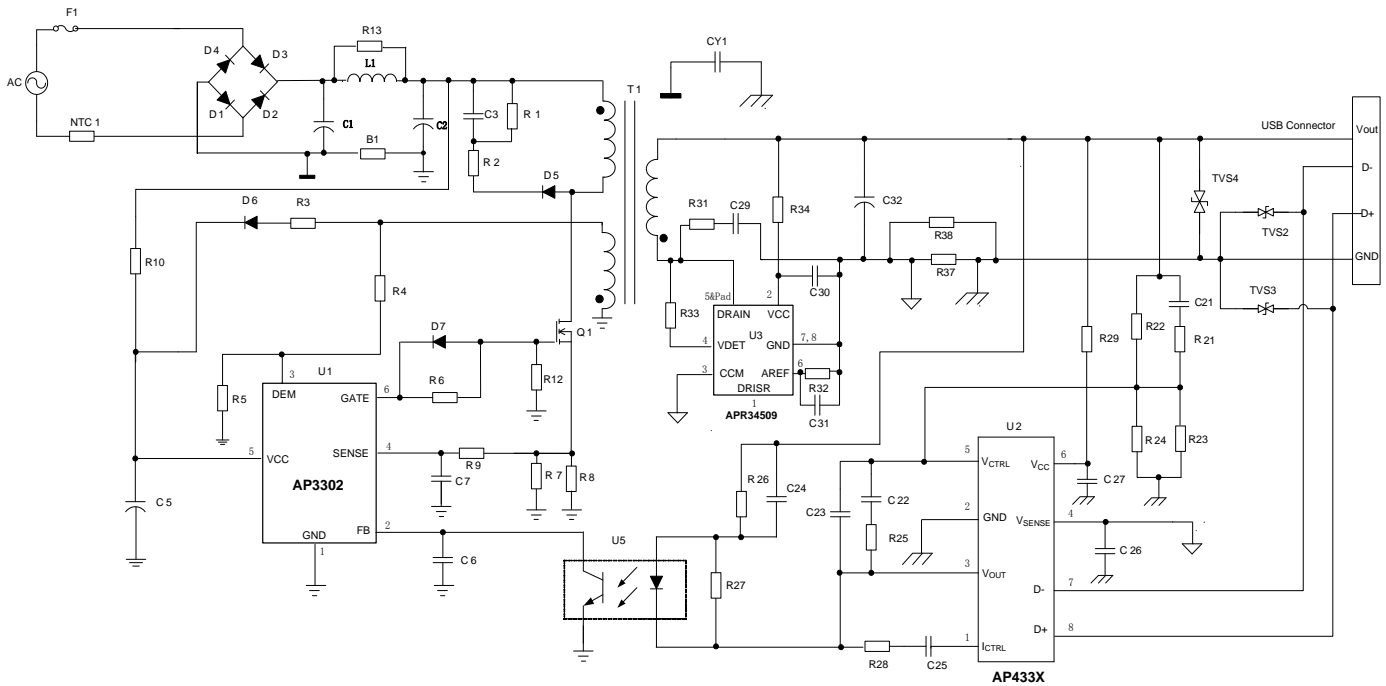 F1
AC
NTC 1
D4
D3
D1
D2
R13
L1
C1
B1
C2
C3
R 1
R 2
D5
T1
CY1
USB Connector
Vout
D-
D+
GND
TVS4
TVS2
TVS3
D6
R3
R10
R4
R31
C29
R34
C32
R38
R37
C30
R33
5&Pad
2
DRAIN
VCC
U3
4
VDET
GND
7, 8
3
CCM
AREF
6
DRISR
1
APR34509
R32
C31
R29
R22
C21
R 21
R24
R23
D7
Q1
R6
R12
R5
U1
3
DEM
GATE
6
5
VCC
SENSE
4
AP3302
R9
C7
R 7
R 8
C 5
FB
2
GND
1
C 6
U5
R 26
C24
R27
C23
C 22
R25
R28
C25
U 2
5
VCTRL
VCC
6
C 27
2
GND
VSENSE
4
C 26
3
VOUT
D-
7
D+
8
1
ICTRL
AP433X